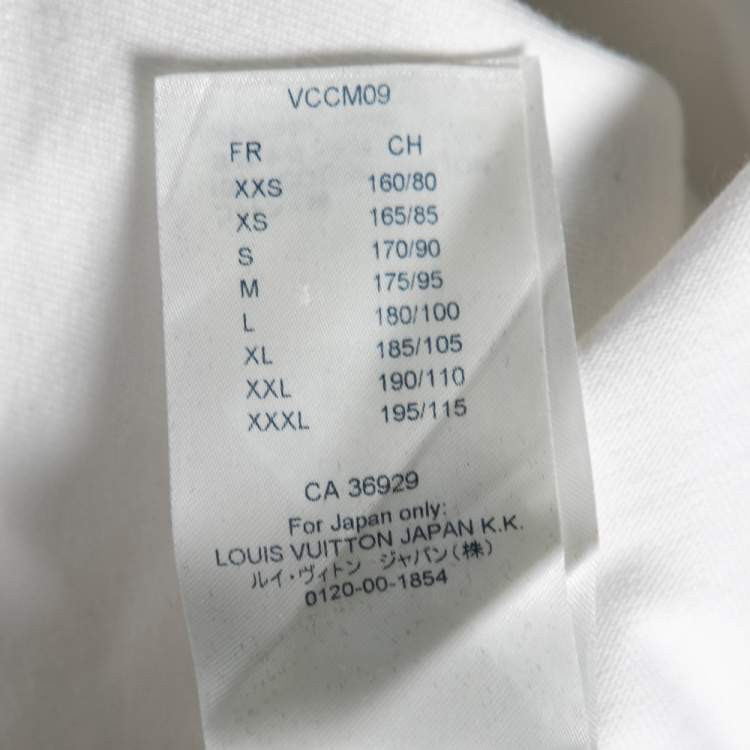 VCCM09
FR CH
XXS 160/80
XS 165/85
S 170/90
M 175/95
L 180/100
XL 185/105
XXL 190/110
XXXL 195/115
CA 36929
For Japan only:
LOUIS VUITTON JAPAN K.K.
ルイ・ヴィトン ジャパン(株)
0120-00-1854